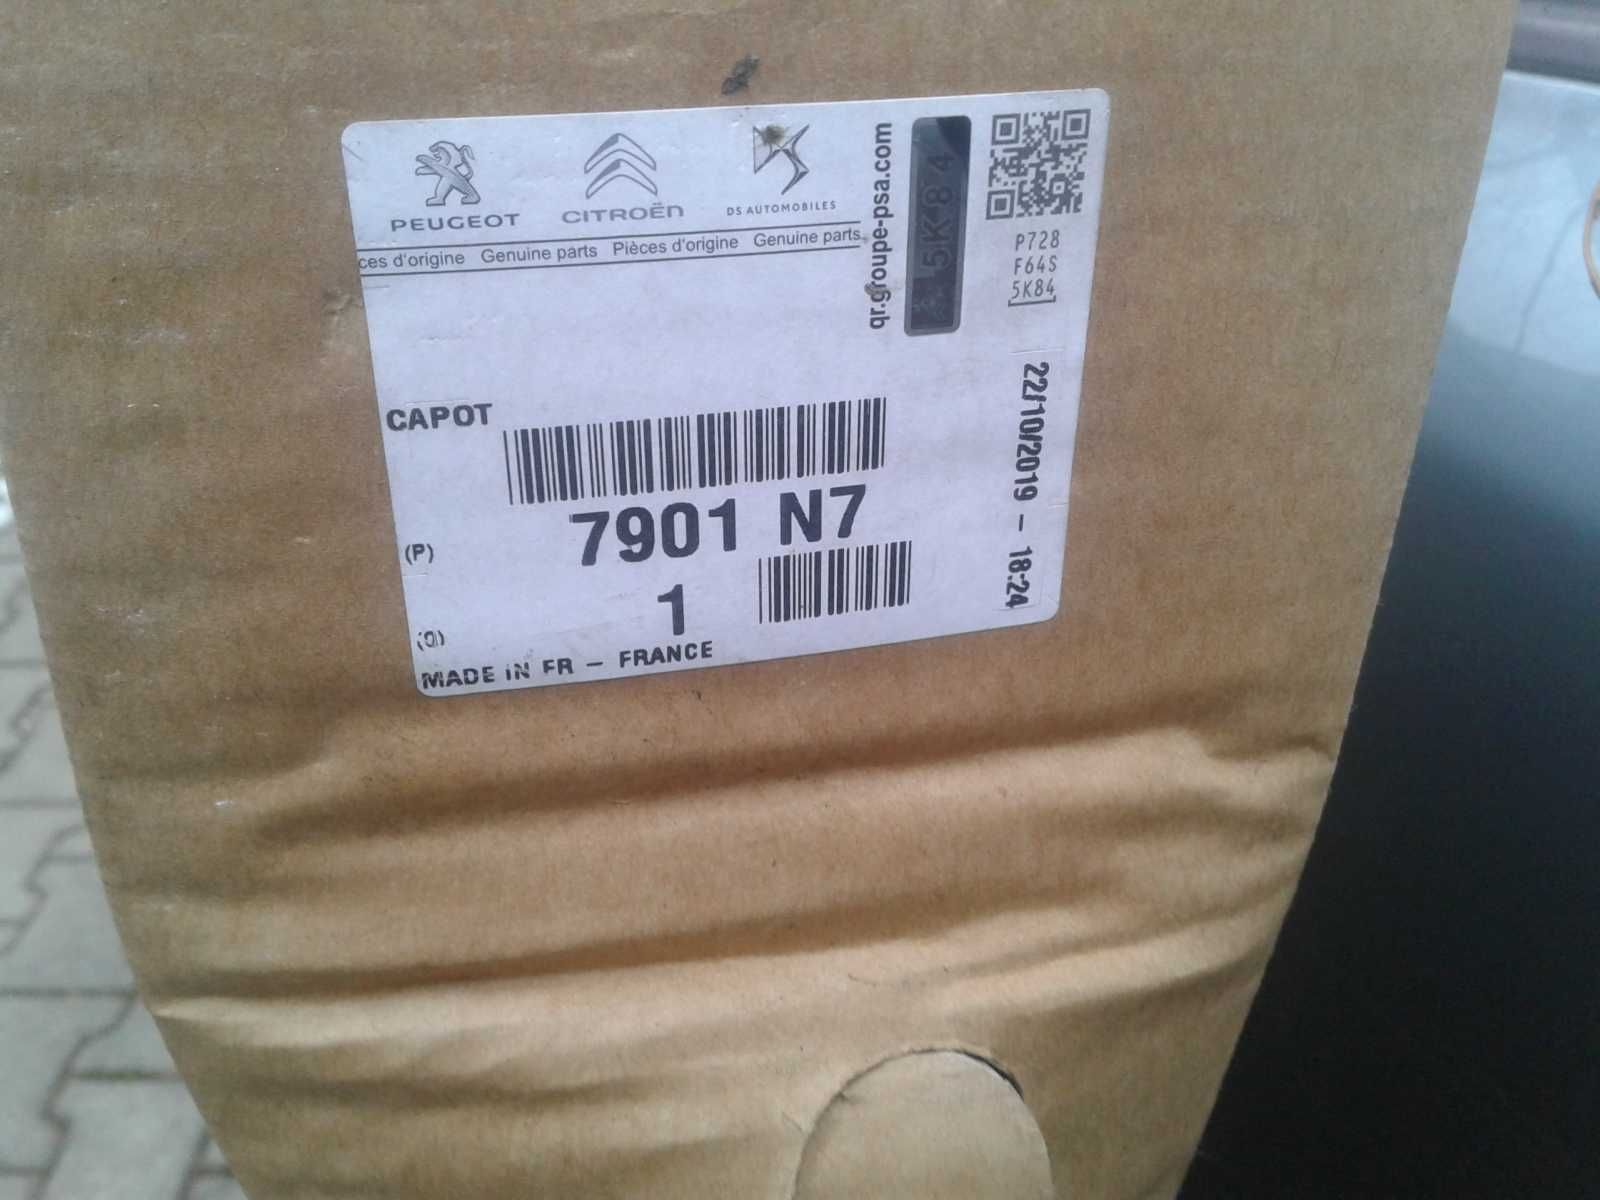 PEUGEOT
CITROËN
DS AUTOMOBILES
ces d'origine Genuine parts Pièces d'origine Genuine parts
qr.groupe-psa.com
5K84
P728
F64S
5K84
22/10/2019 - 18:24
CAPOT
(P)
7901 N7
(Q)
1
MADE IN FR - FRANCE